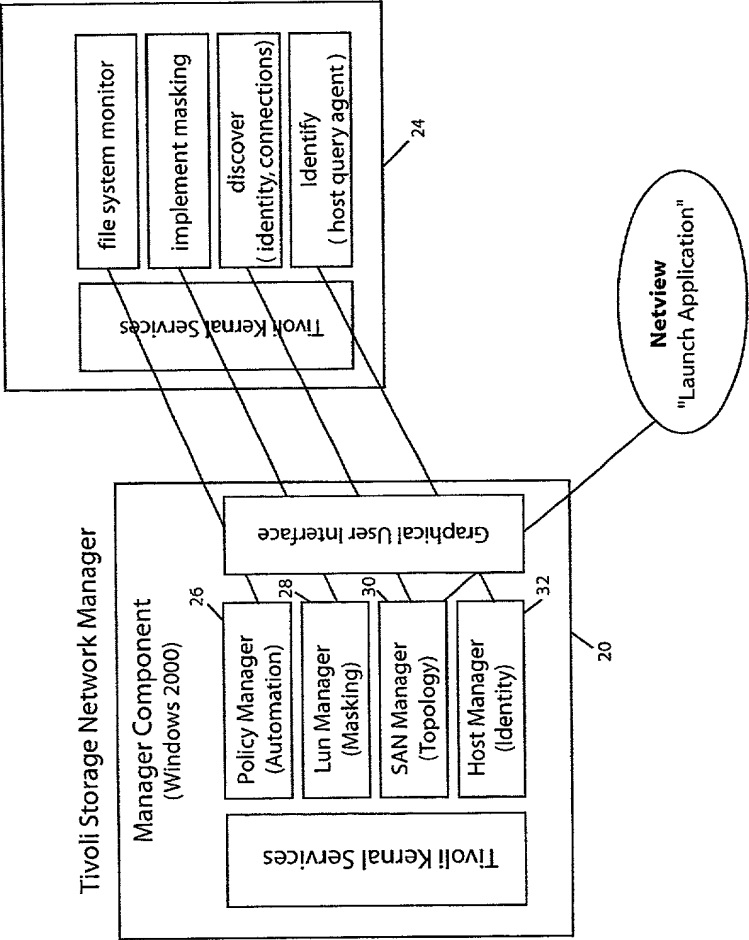 Tivoli Storage Network Manager
Manager Component
(Windows 2000)
Tivoli Kernal Services
Policy Manager
(Automation)
26
Lun Manager
(Masking)
28
SAN Manager
(Topology)
30
Host Manager
(Identity)
32
Graphical User Interface
20
Tivoli Kernal Services
file system monitor
implement masking
discover
( identity, connections)
Identify
( host query agent )
24
Netview
"Launch Application"